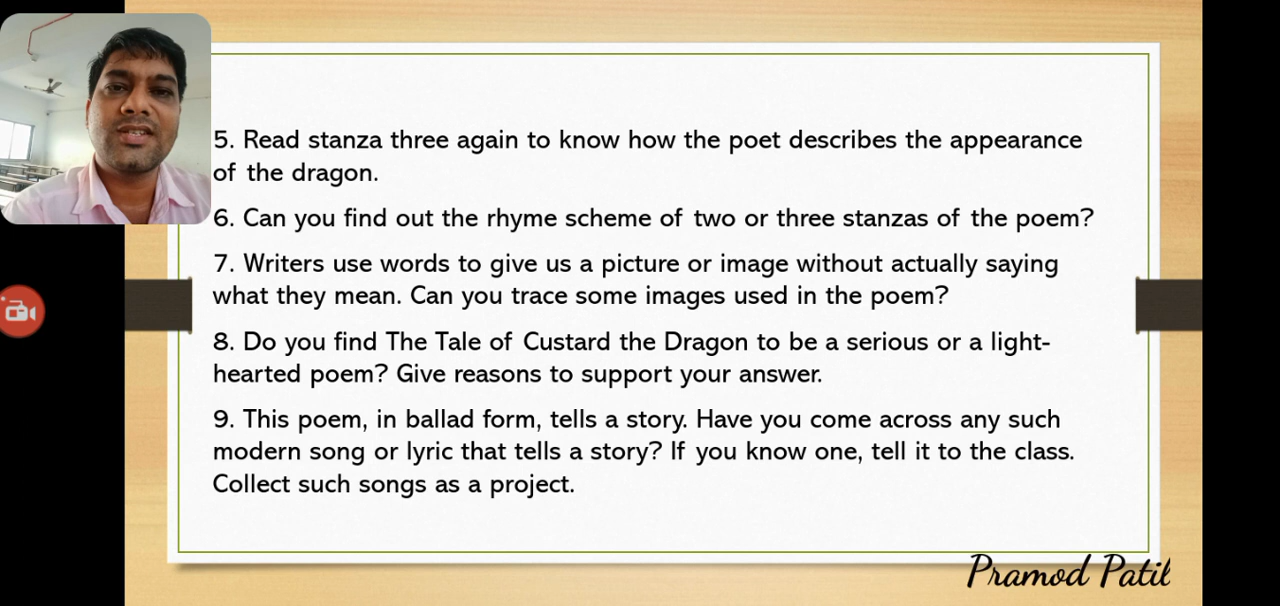 5. Read stanza three again to know how the poet describes the appearance
of the dragon.
6. Can you find out the rhyme scheme of two or three stanzas of the poem?
7. Writers use words to give us a picture or image without actually saying
what they mean. Can you trace some images used in the poem?
8. Do you find The Tale of Custard the Dragon to be a serious or a light-
hearted poem? Give reasons to support your answer.
9. This poem, in ballad form, tells a story. Have you come across any such
modern song or lyric that tells a story? If you know one, tell it to the class.
Collect such songs as a project.
Pramod Patil